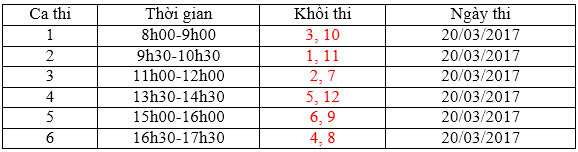 Ca thi Thời gian Khối thi Ngày thi
1 8h00-9h00 3, 10 20/03/2017
2 9h30-10h30 1, 11 20/03/2017
3 11h00-12h00 2, 7 20/03/2017
4 13h30-14h30 5, 12 20/03/2017
5 15h00-16h00 6, 9 20/03/2017
6 16h30-17h30 4, 8 20/03/2017